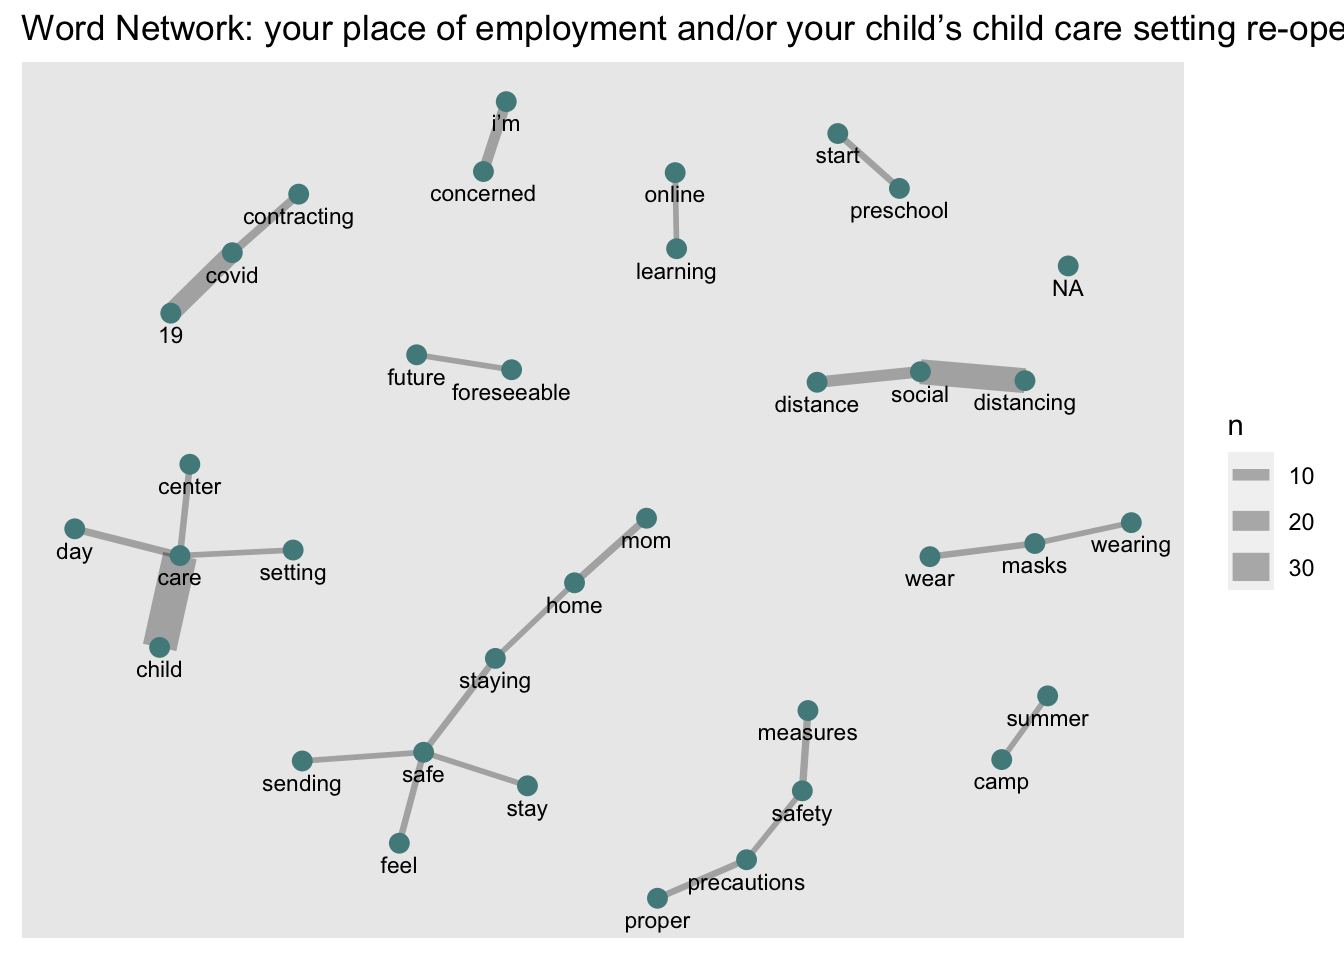 Word Network: your place of employment and/or your child’s child care setting re-ope
i’m
start
concerned
online
preschool
contracting
learning
covid
NA
19
future
foreseeable
distance
social
distancing
n
10
20
30
center
day
care
setting
child
mom
home
staying
wearing
masks
wear
summer
measures
camp
safety
sending
safe
stay
feel
precautions
proper